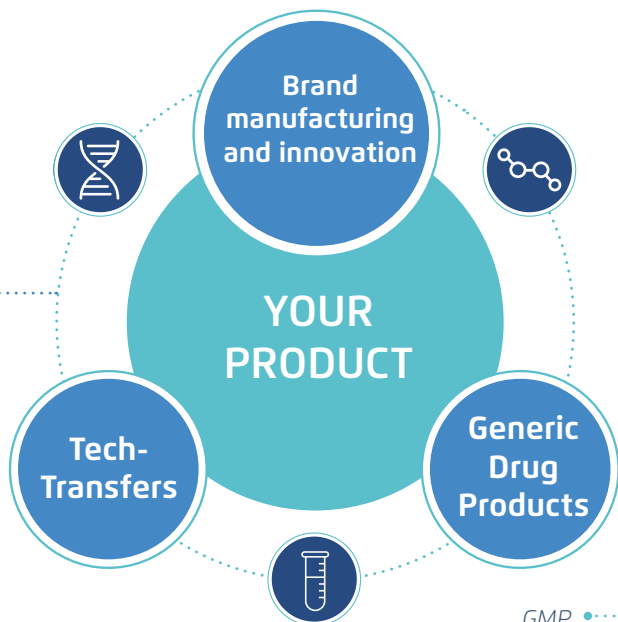 Brand
manufacturing
and innovation
YOUR
PRODUCT
Tech-
Transfers
Generic
Drug
Products
GMP